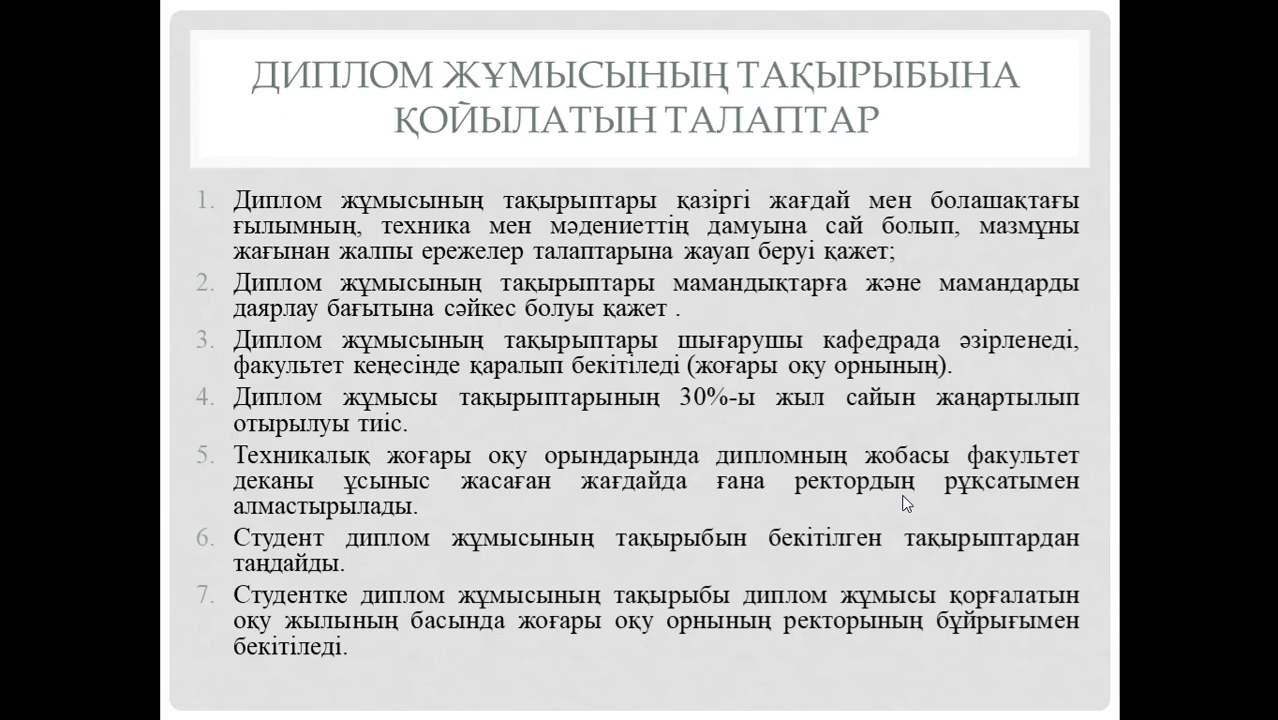 ДИПЛОМ ЖҰМЫСЫНЫҢ ТАҚЫРЫБЫНА
ҚОЙЫЛАТЫН ТАЛАПТАР
1. Диплом жұмысының тақырыптары қазіргі жағдай мен болашақтағы
ғылымның, техника мен мәдениеттің дамуына сай болып, мазмұны
жағынан жалпы ережелер талаптарына жауап беруі қажет;
2. Диплом жұмысының тақырыптары мамандықтарға және мамандарды
даярлау бағытына сәйкес болуы қажет .
3. Диплом жұмысының тақырыптары шығарушы кафедрада әзірленеді,
факультет кеңесінде қаралып бекітіледі (жоғары оқу орнының).
4. Диплом жұмысы тақырыптарының 30%-ы жыл сайын жаңартылып
отырылуы тиіс.
5. Техникалық жоғары оқу орындарында дипломның жобасы факультет
деканы ұсыныс жасаған жағдайда ғана ректордың рұқсатымен
алмастырылады.
6. Студент диплом жұмысының тақырыбын бекітілген тақырыптардан
таңдайды.
7. Студентке диплом жұмысының тақырыбы диплом жұмысы қорғалатын
оқу жылының басында жоғары оқу орнының ректорының бұйрығымен
бекітіледі.